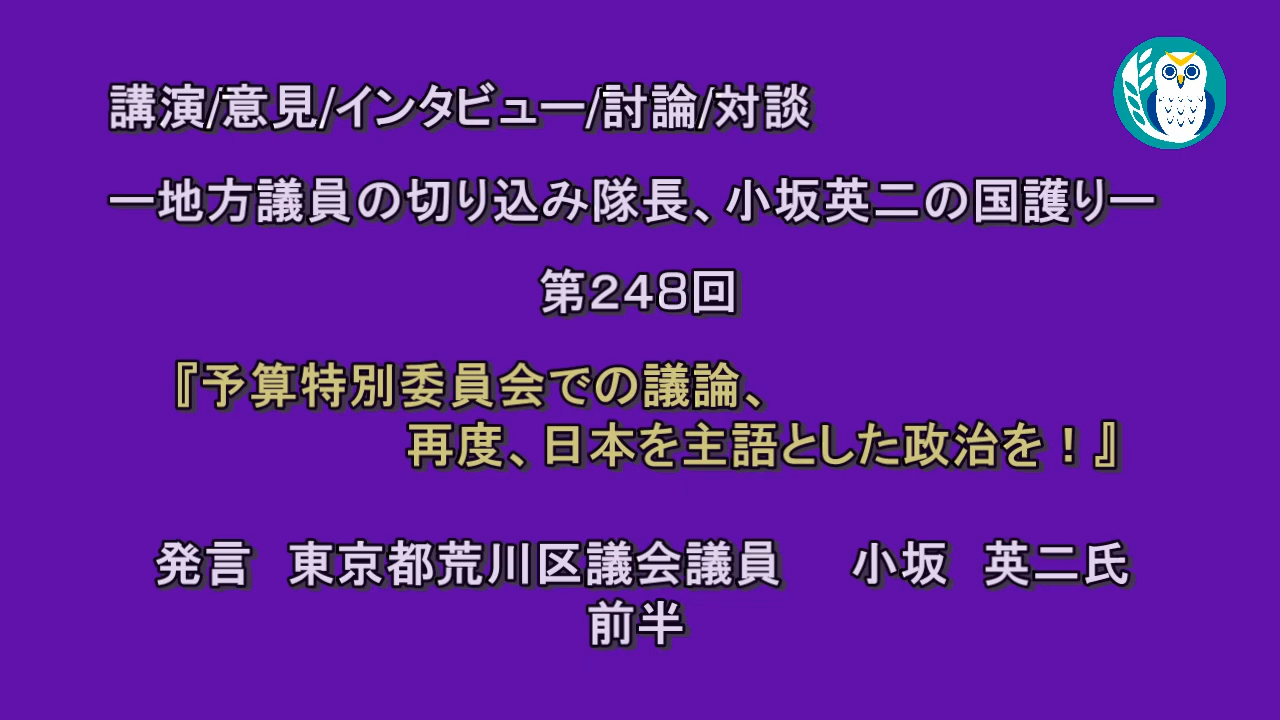 講演/意見/インタビュー/討論/対談
―地方議員の切り込み隊長、小坂英二の国護り―
第２４８回
『予算特別委員会での議論、
再度、日本を主語とした政治を！』
発言　東京都荒川区議会議員　　小坂　英二氏
前半